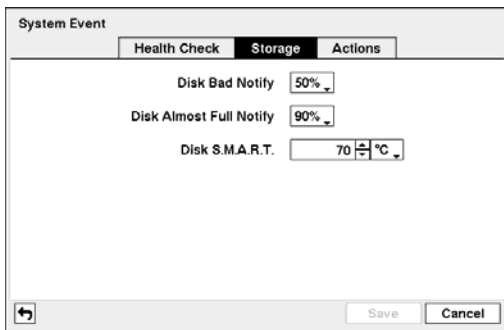 System Event
Health Check Storage Actions
Disk Bad Notify 50%
Disk Almost Full Notify 90%
Disk S.M.A.R.T. 70 °C
Save Cancel